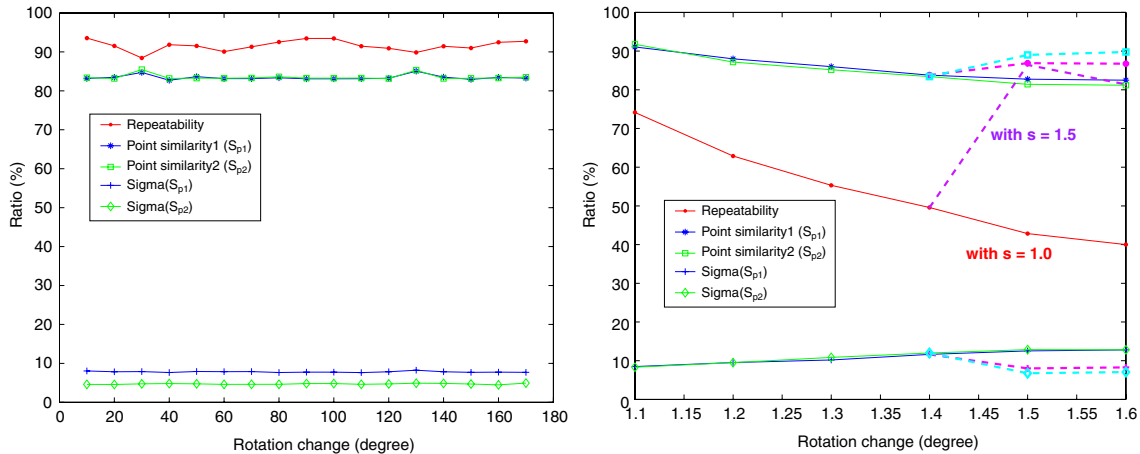 100
90
80
70
60
50
40
30
20
10
0
Ratio (%)
Repeatability
Point similarity1 (Sp1)
Point similarity2 (Sp2)
Sigma(Sp1)
Sigma(Sp2)
0 20 40 60 80 100 120 140 160 180
Rotation change (degree)
100
90
80
70
60
50
40
30
20
10
0
Ratio (%)
with s = 1.5
Repeatability
Point similarity1 (Sp1)
Point similarity2 (Sp2)
Sigma(Sp1)
Sigma(Sp2)
with s = 1.0
1.1 1.15 1.2 1.25 1.3 1.35 1.4 1.45 1.5 1.55 1.6
Rotation change (degree)